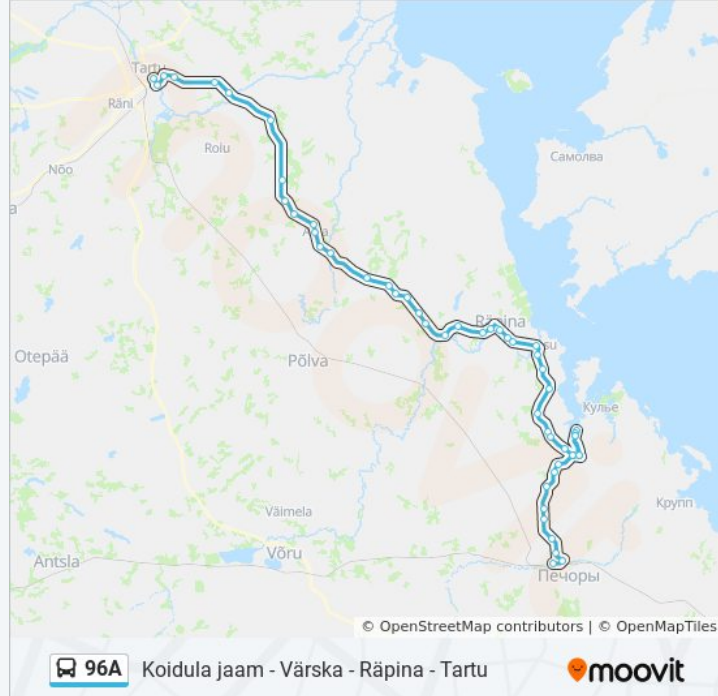 Tartu
Räni
Roiu
Nõo
Самолва
Räpina
Otepää
Põlva
Кулье
Väimela
Крупп
Võru
Antsla
Печоры
© OpenStreetMap contributors | © OpenMapTiles
96A Koidula jaam - Värska - Räpina - Tartu
moovit